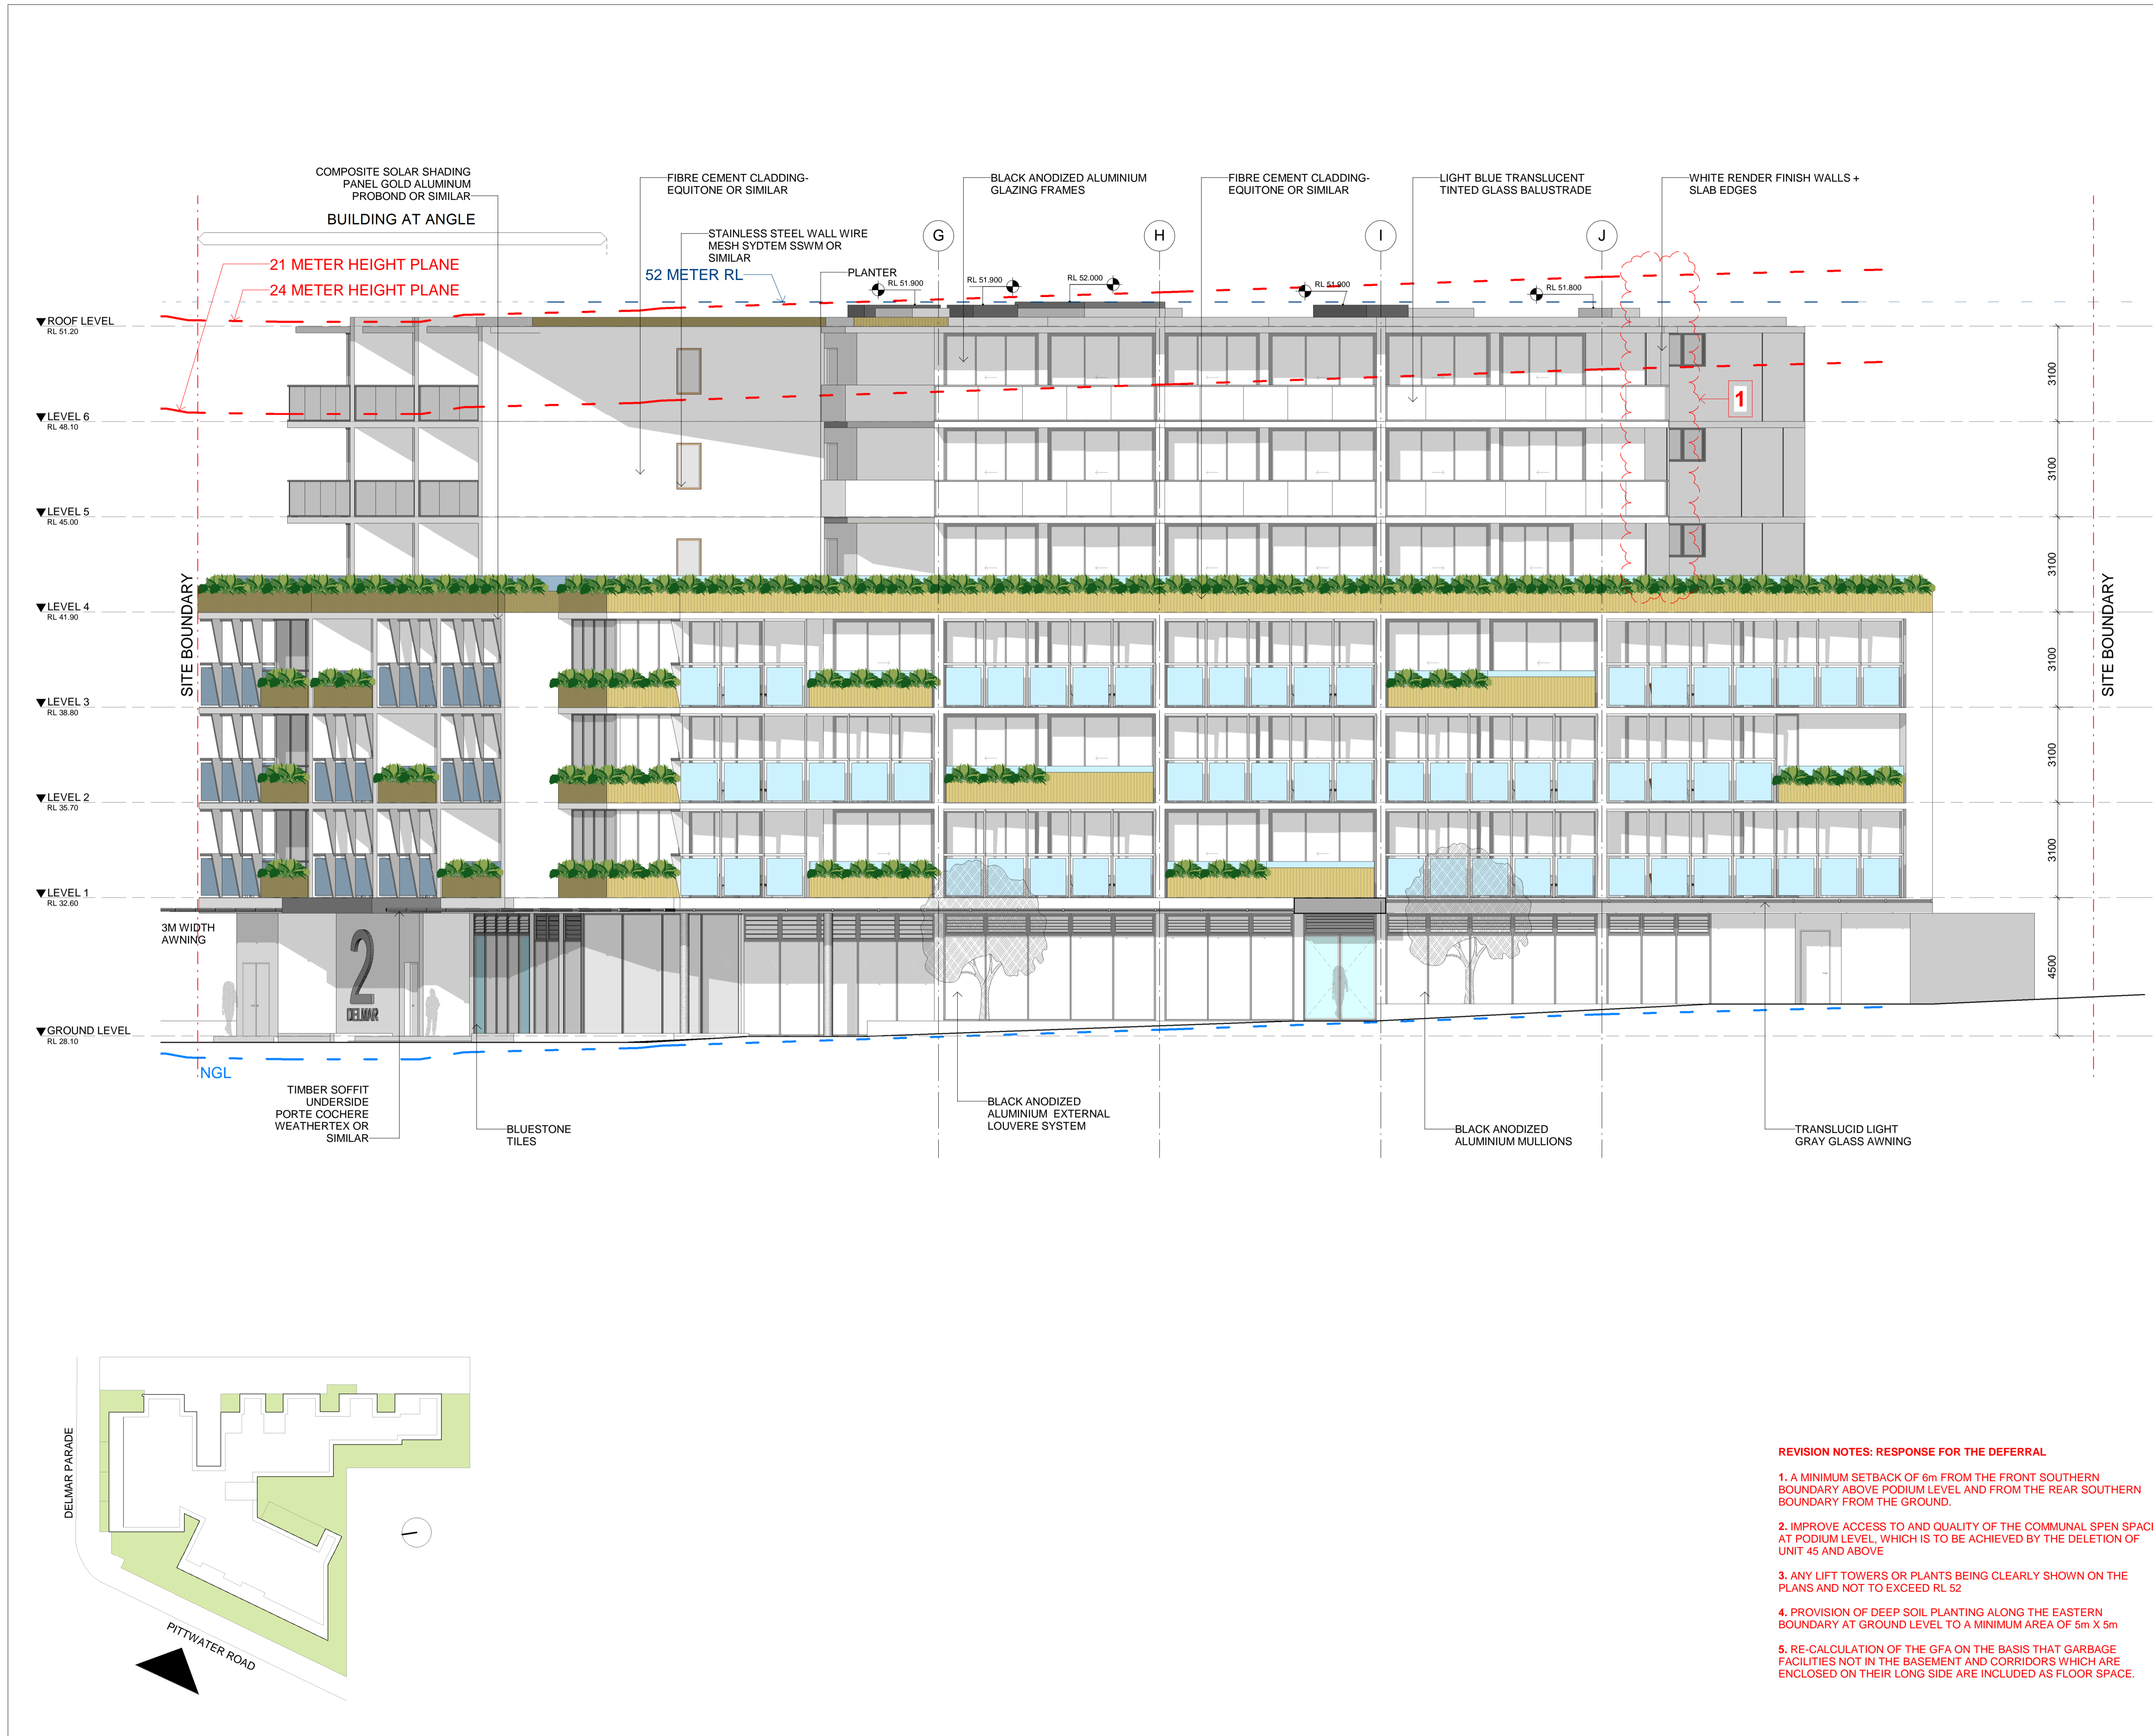 COMPOSITE SOLAR SHADING
PANEL GOLD ALUMINUM
PROBOND OR SIMILAR
BUILDING AT ANGLE
FIBRE CEMENT CLADDING-
EQUITONE OR SIMILAR
STAINLESS STEEL WALL WIRE
MESH SYDTEM SSWM OR
SIMILAR
BLACK ANODIZED ALUMINIUM
GLAZING FRAMES
FIBRE CEMENT CLADDING-
EQUITONE OR SIMILAR
LIGHT BLUE TRANSLUCENT
TINTED GLASS BALUSTRADE
WHITE RENDER FINISH WALLS +
SLAB EDGES
G
H
I
J
21 METER HEIGHT PLANE
24 METER HEIGHT PLANE
52 METER RL
PLANTER
RL 51.900
RL 51.900
RL 52.000
RL 51.900
RL 51.800
ROOF LEVEL
RL 51.20
LEVEL 6
RL 48.10
LEVEL 5
RL 45.00
LEVEL 4
RL 41.90
LEVEL 3
RL 38.80
LEVEL 2
RL 35.70
LEVEL 1
RL 32.60
GROUND LEVEL
RL 28.10
SITE BOUNDARY
1
3100
3100
3100
3100
3100
3100
4500
SITE BOUNDARY
3M WIDTH
AWNING
2
DELMAR
NGL
TIMBER SOFFIT
UNDERSIDE
PORTE COCHERE
WEATHERTEX OR
SIMILAR
BLUESTONE
TILES
BLACK ANODIZED
ALUMINIUM EXTERNAL
LOUVERE SYSTEM
BLACK ANODIZED
ALUMINIUM MULLIONS
TRANSLUCID LIGHT
GRAY GLASS AWNING
DELMAR PARADE
PITTWATER ROAD
REVISION NOTES: RESPONSE FOR THE DEFERRAL
1. A MINIMUM SETBACK OF 6m FROM THE FRONT SOUTHERN
BOUNDARY ABOVE PODIUM LEVEL AND FROM THE REAR SOUTHERN
BOUNDARY FROM THE GROUND.
2. IMPROVE ACCESS TO AND QUALITY OF THE COMMUNAL SPEN SPAC
AT PODIUM LEVEL, WHICH IS TO BE ACHIEVED BY THE DELETION OF
UNIT 45 AND ABOVE
3. ANY LIFT TOWERS OR PLANTS BEING CLEARLY SHOWN ON THE
PLANS AND NOT TO EXCEED RL 52
4. PROVISION OF DEEP SOIL PLANTING ALONG THE EASTERN
BOUNDARY AT GROUND LEVEL TO A MINIMUM AREA OF 5m X 5m
5. RE-CALCULATION OF THE GFA ON THE BASIS THAT GARBAGE
FACILITIES NOT IN THE BASEMENT AND CORRIDORS WHICH ARE
ENCLOSED ON THEIR LONG SIDE ARE INCLUDED AS FLOOR SPACE.